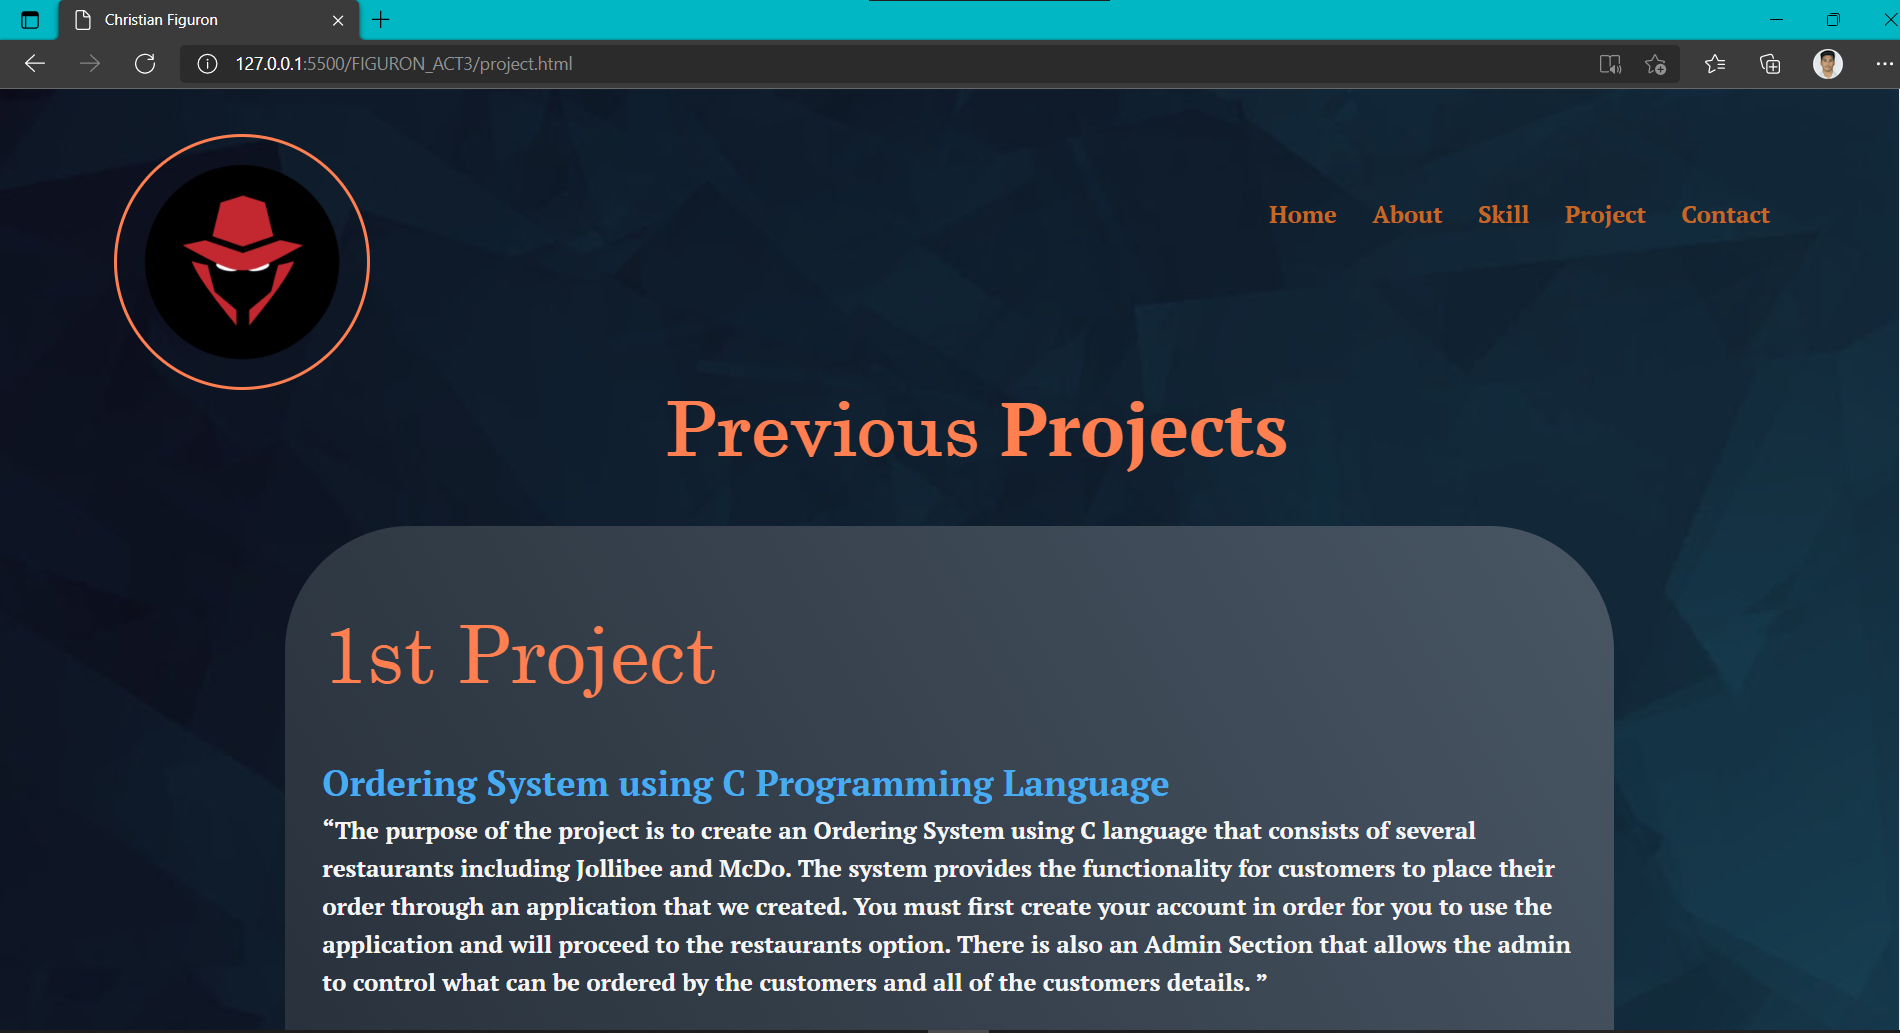 Christian Figuron
127.0.0.1:5500/FIGURON_ACT3/project.html
Home About Skill Project Contact
Previous Projects
1st Project
Ordering System using C Programming Language
“The purpose of the project is to create an Ordering System using C language that consists of several
restaurants including Jollibee and McDo. The system provides the functionality for customers to place their
order through an application that we created. You must first create your account in order for you to use the
application and will proceed to the restaurants option. There is also an Admin Section that allows the admin
to control what can be ordered by the customers and all of the customers details. ”